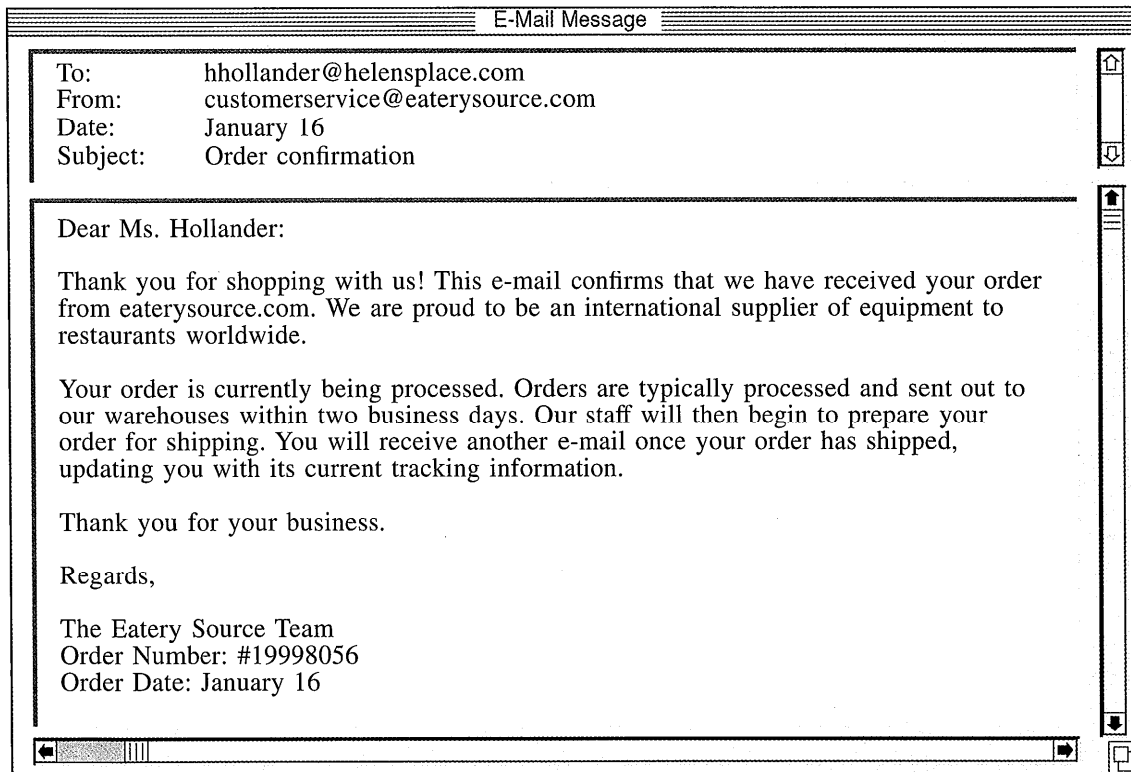 E-Mail Message
To: hhollander@helensplace.com
From: customerservice@eaterysource.com
Date: January 16
Subject: Order confirmation
Dear Ms. Hollander:
Thank you for shopping with us! This e-mail confirms that we have received your order
from eaterysource.com. We are proud to be an international supplier of equipment to
restaurants worldwide.
Your order is currently being processed. Orders are typically processed and sent out to
our warehouses within two business days. Our staff will then begin to prepare your
order for shipping. You will receive another e-mail once your order has shipped,
updating you with its current tracking information.
Thank you for your business.
Regards,
The Eatery Source Team
Order Number: #19998056
Order Date: January 16